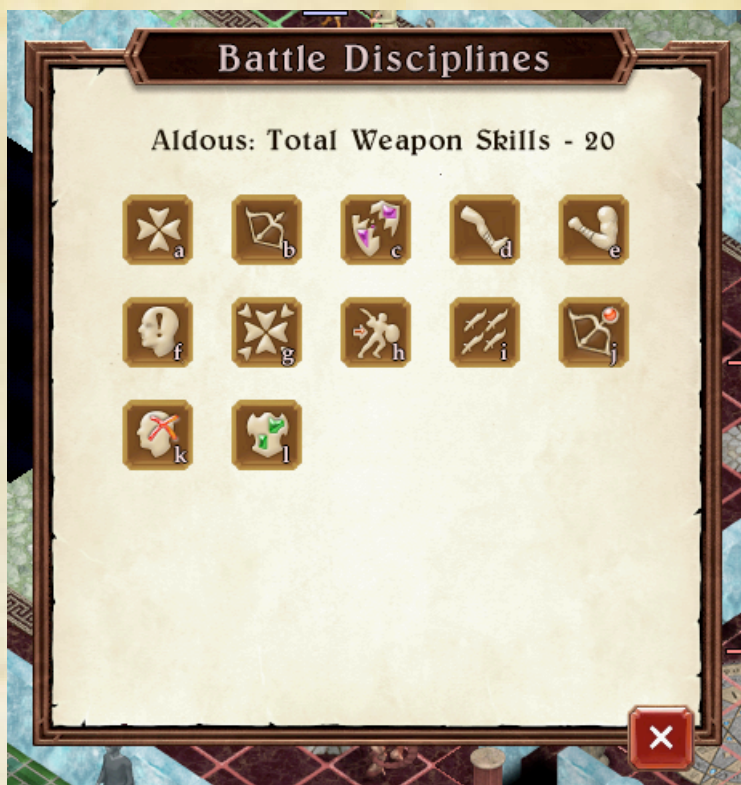 Battle Disciplines
Aldous: Total Weapon Skills - 20
a b c d e
f g h i j
k l